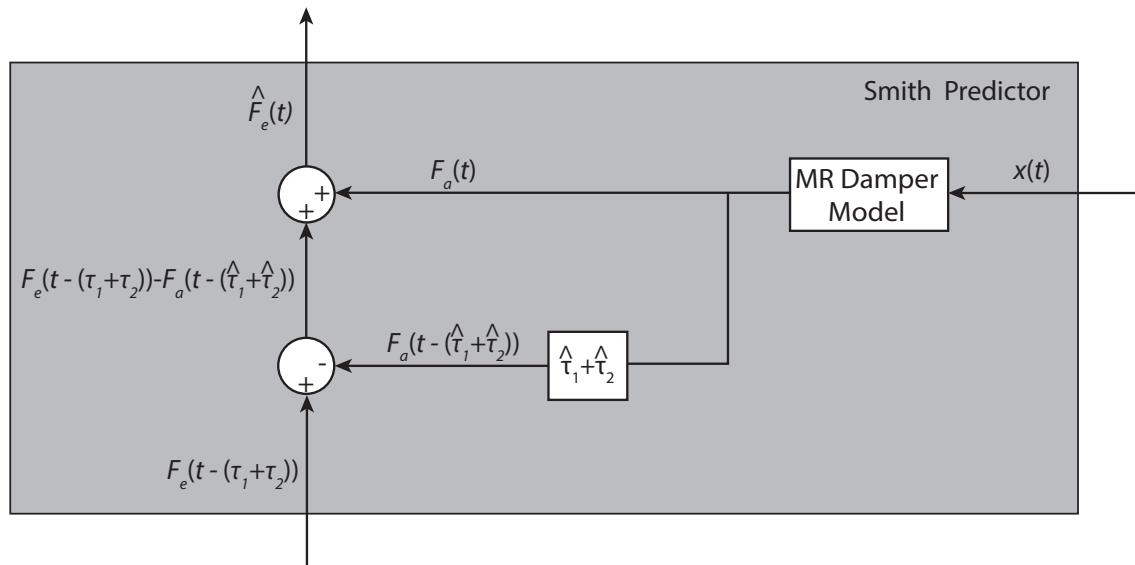 Smith Predictor
F̂ₑ(t)
Fₐ(t)
MR Damper
Model
x(t)
+
+
Fₑ(t - (τ₁+τ₂))-Fₐ(t - (τ̂₁+τ̂₂))
Fₐ(t - (τ̂₁+τ̂₂))
τ̂₁+τ̂₂
-
+
Fₑ(t - (τ₁+τ₂))